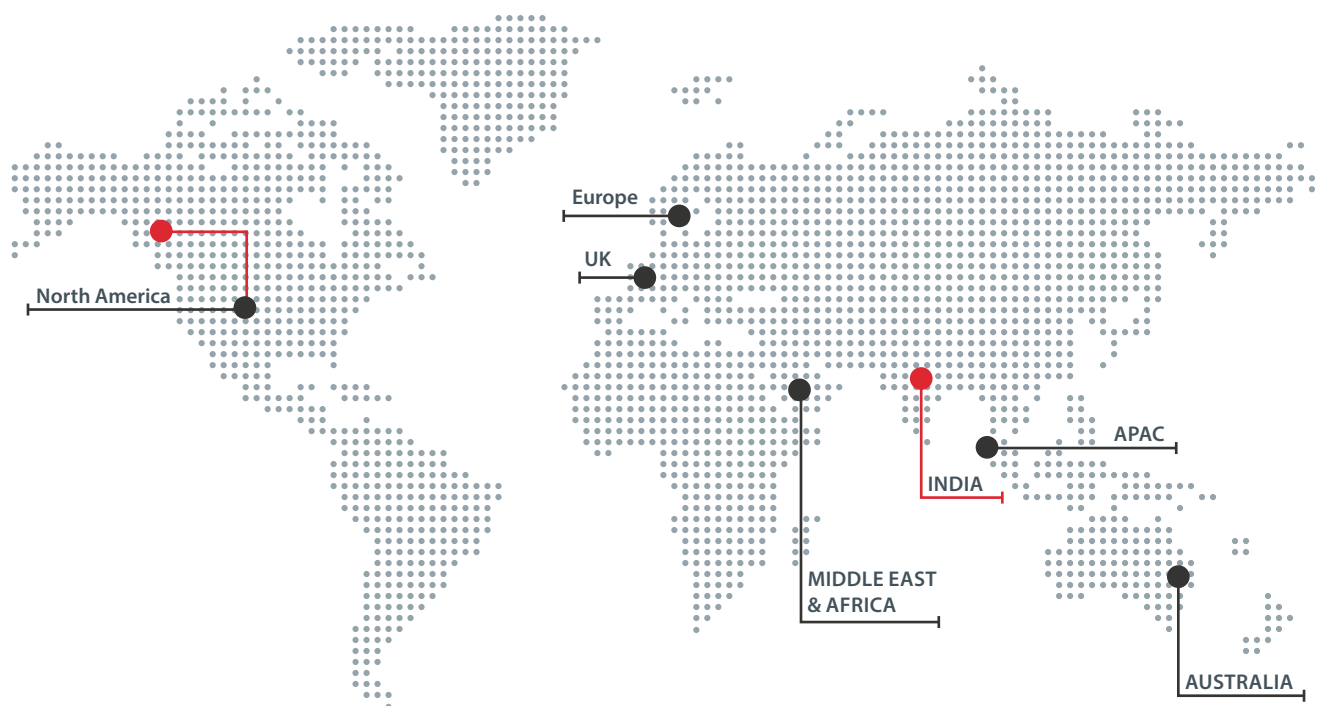 Europe
UK
North America
APAC
INDIA
MIDDLE EAST
& AFRICA
AUSTRALIA